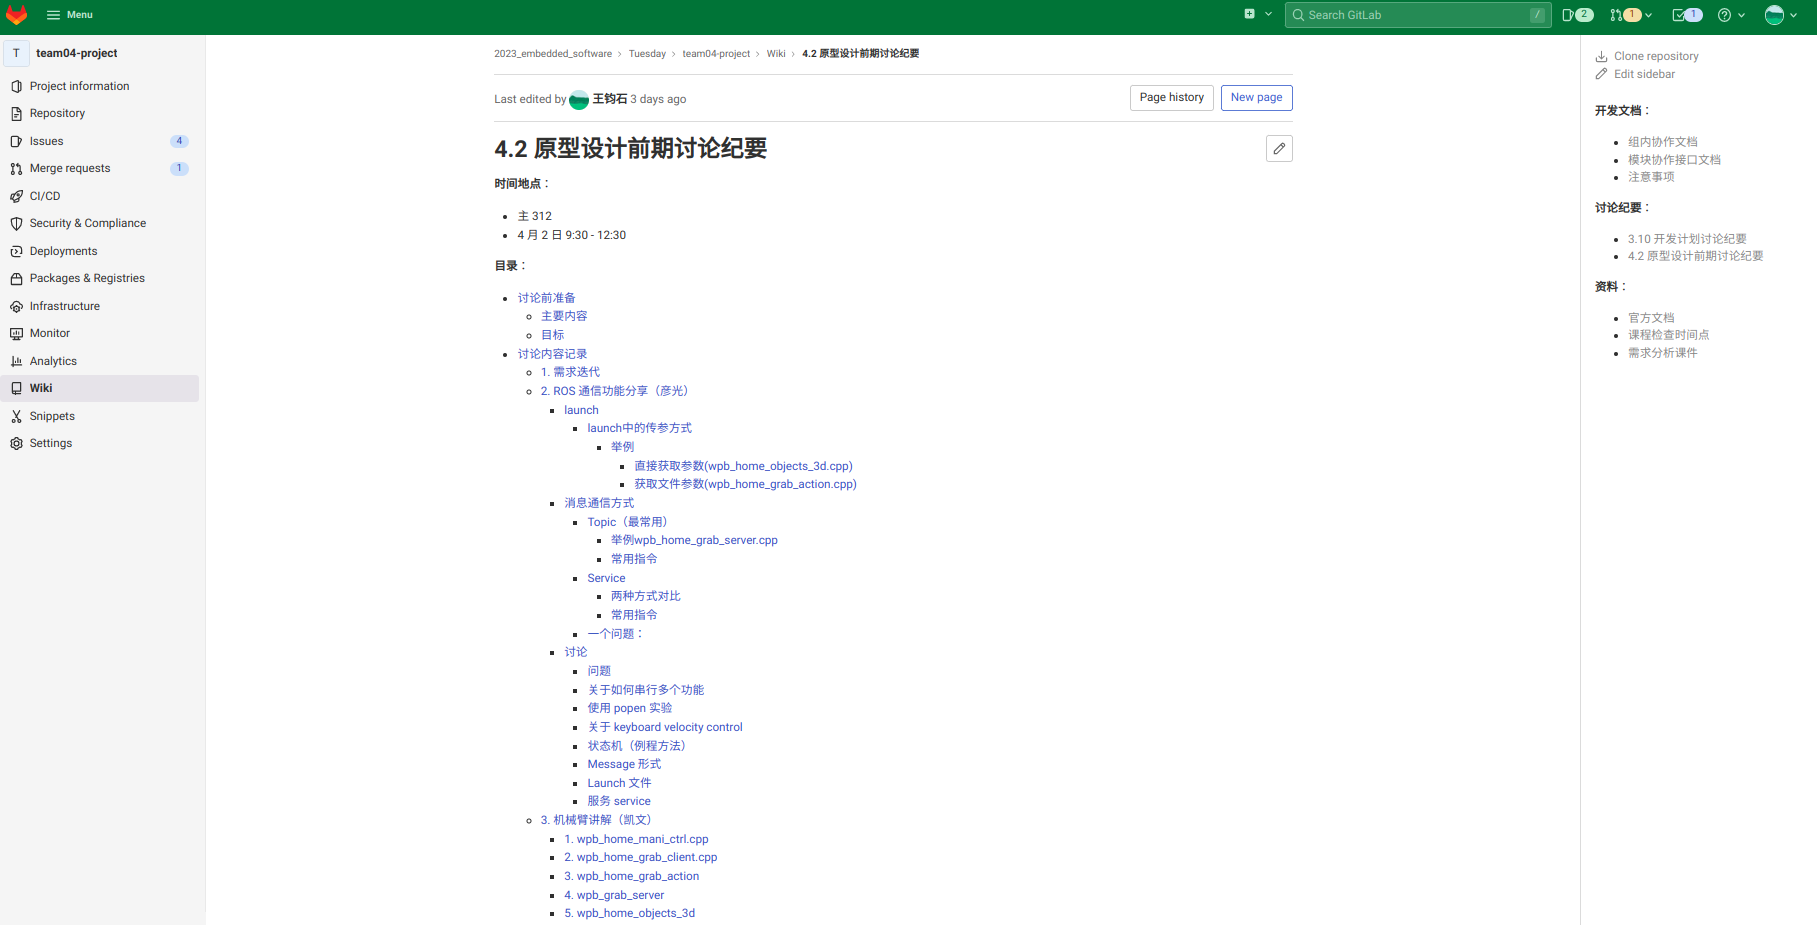 Menu
Search GitLab
/
2
1
1
T
team04-project
Project information
Repository
Issues
4
Merge requests
1
CI/CD
Security & Compliance
Deployments
Packages & Registries
Infrastructure
Monitor
Analytics
Wiki
Snippets
Settings
2023_embedded_software › Tuesday › team04-project › Wiki › 4.2 原型设计前期讨论纪要
Last edited by 王钧石 3 days ago
Page history
New page
4.2 原型设计前期讨论纪要
时间地点：
主 312
4 月 2 日 9:30 - 12:30
目录：
讨论前准备
主要内容
目标
讨论内容记录
1. 需求迭代
2. ROS 通信功能分享（彦光）
launch
launch中的传参方式
举例
直接获取参数(wpb_home_objects_3d.cpp)
获取文件参数(wpb_home_grab_action.cpp)
消息通信方式
Topic（最常用）
举例wpb_home_grab_server.cpp
常用指令
Service
两种方式对比
常用指令
一个问题：
讨论
问题
关于如何串行多个功能
使用 popen 实验
关于 keyboard velocity control
状态机（例程方法）
Message 形式
Launch 文件
服务 service
3. 机械臂讲解（凯文）
1. wpb_home_mani_ctrl.cpp
2. wpb_home_grab_client.cpp
3. wpb_home_grab_action
4. wpb_grab_server
5. wpb_home_objects_3d
Clone repository
Edit sidebar
开发文档：
组内协作文档
模块协作接口文档
注意事项
讨论纪要：
3.10 开发计划讨论纪要
4.2 原型设计前期讨论纪要
资料：
官方文档
课程检查时间点
需求分析课件